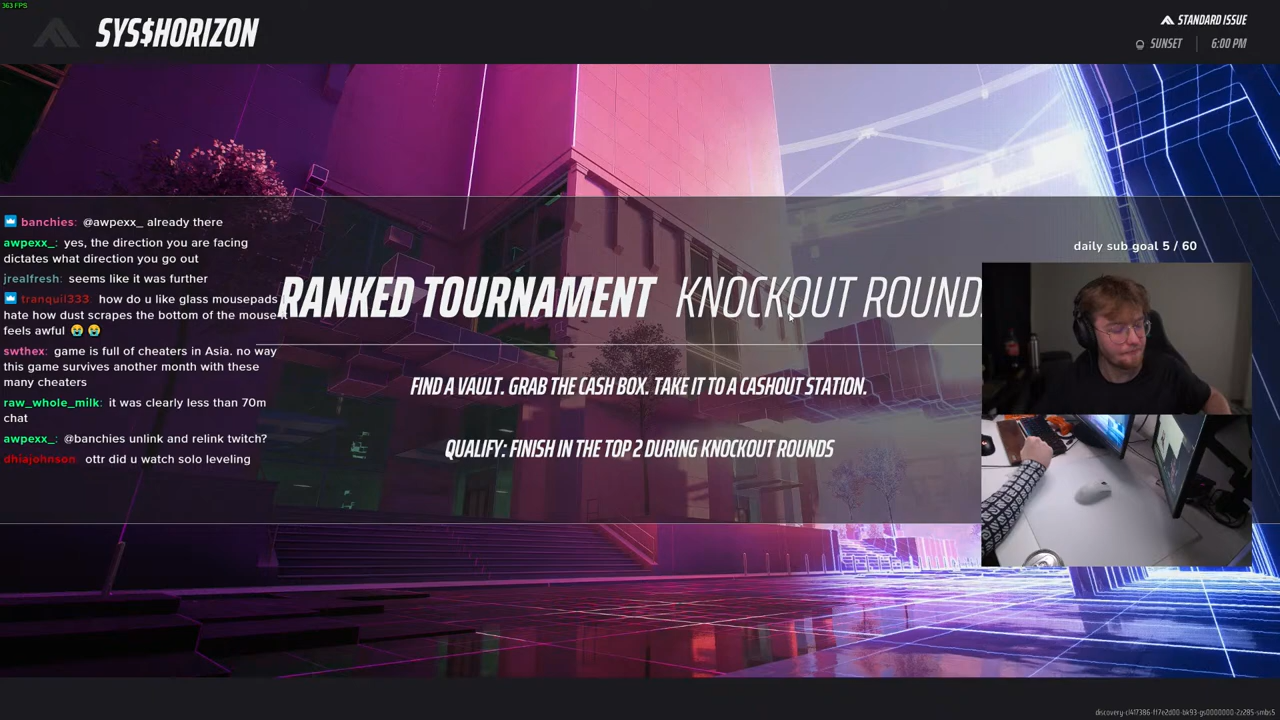 363 FPS
SYS$HORIZON
STANDARD ISSUE
SUNSET
6:00 PM
banchies: @awpexx_ already there
awpexx_: yes, the direction you are facing
dictates what direction you go out
jrealfresh: seems like it was further
tranquil333: how do u like glass mousepads
hate how dust scrapes the bottom of the mouse it
feels awful 😭 😭
swthex: game is full of cheaters in Asia. no way
this game survives another month with these
many cheaters
raw_whole_milk: it was clearly less than 70m
chat
awpexx_: @banchies unlink and relink twitch?
dhiajohnson: ottr did u watch solo leveling
daily sub goal 5 / 60
RANKED TOURNAMENT KNOCKOUT ROUND
FIND A VAULT. GRAB THE CASH BOX. TAKE IT TO A CASHOUT STATION.
QUALIFY: FINISH IN THE TOP 2 DURING KNOCKOUT ROUNDS